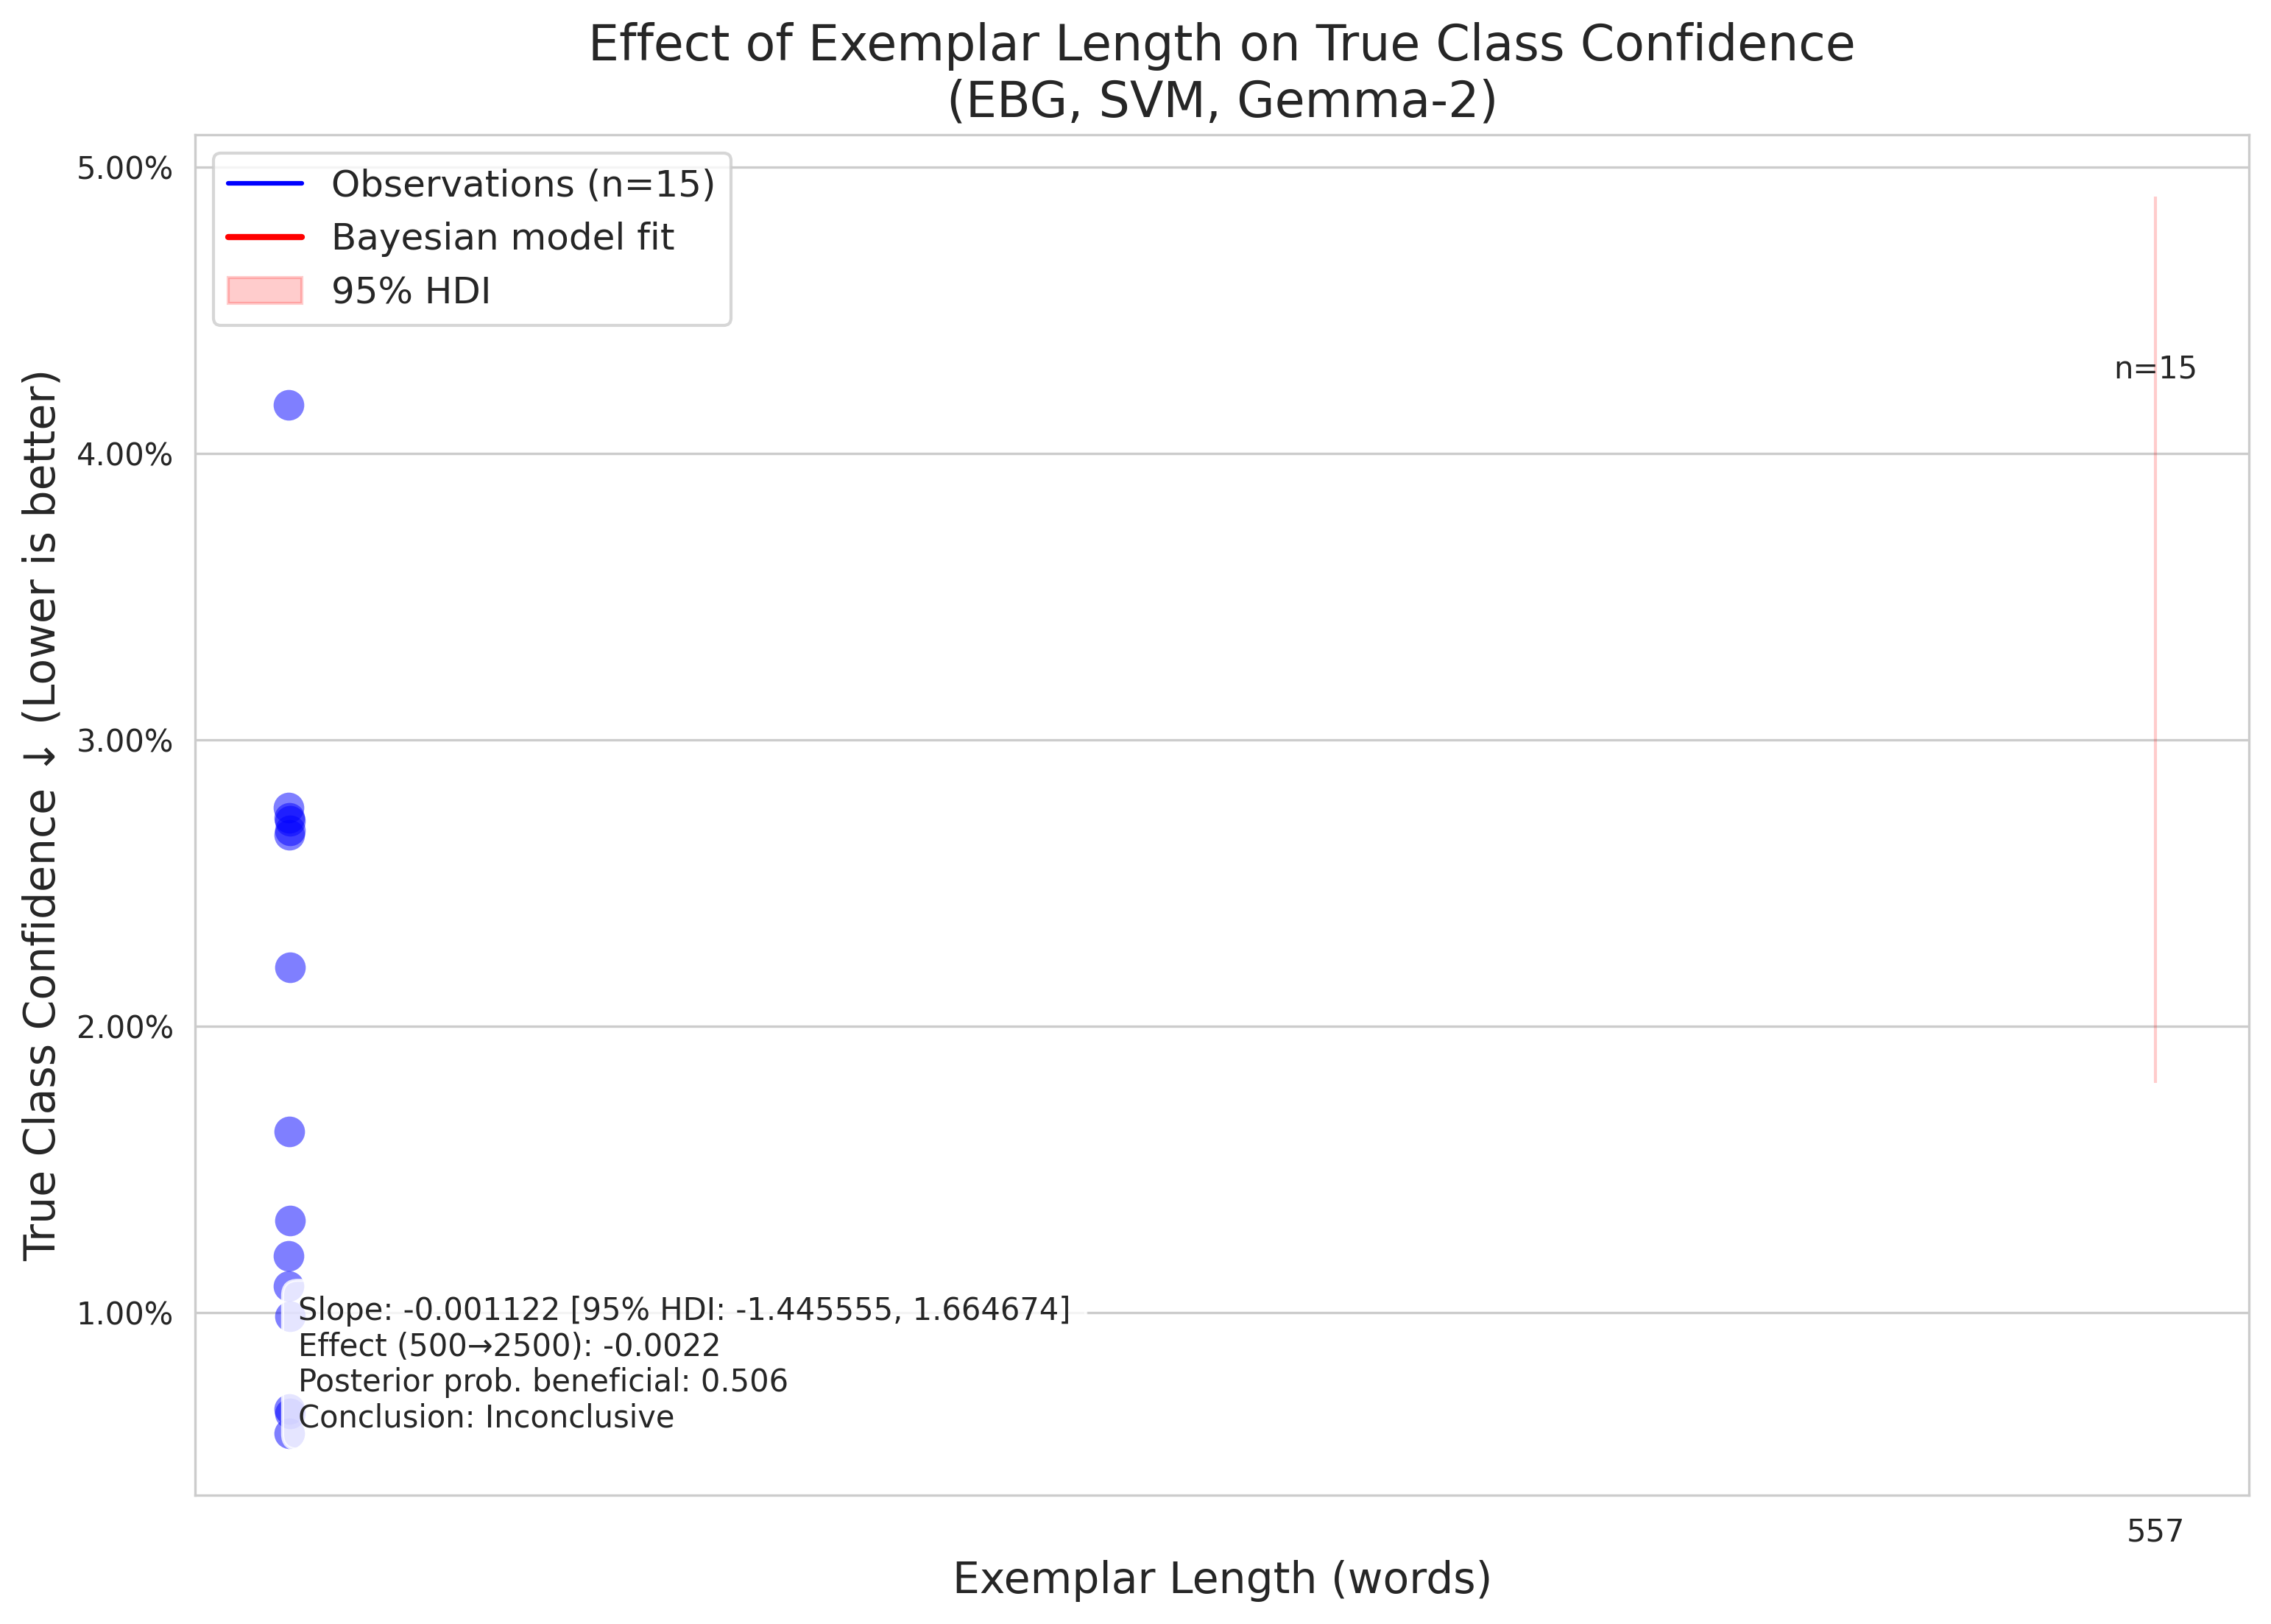 Effect of Exemplar Length on True Class Confidence
(EBG, SVM, Gemma-2)
True Class Confidence ↓ (Lower is better)
5.00%
4.00%
3.00%
2.00%
1.00%
Observations (n=15)
Bayesian model fit
95% HDI
n=15
Slope: -0.001122 [95% HDI: -1.445555, 1.664674]
Effect (500→2500): -0.0022
Posterior prob. beneficial: 0.506
Conclusion: Inconclusive
557
Exemplar Length (words)